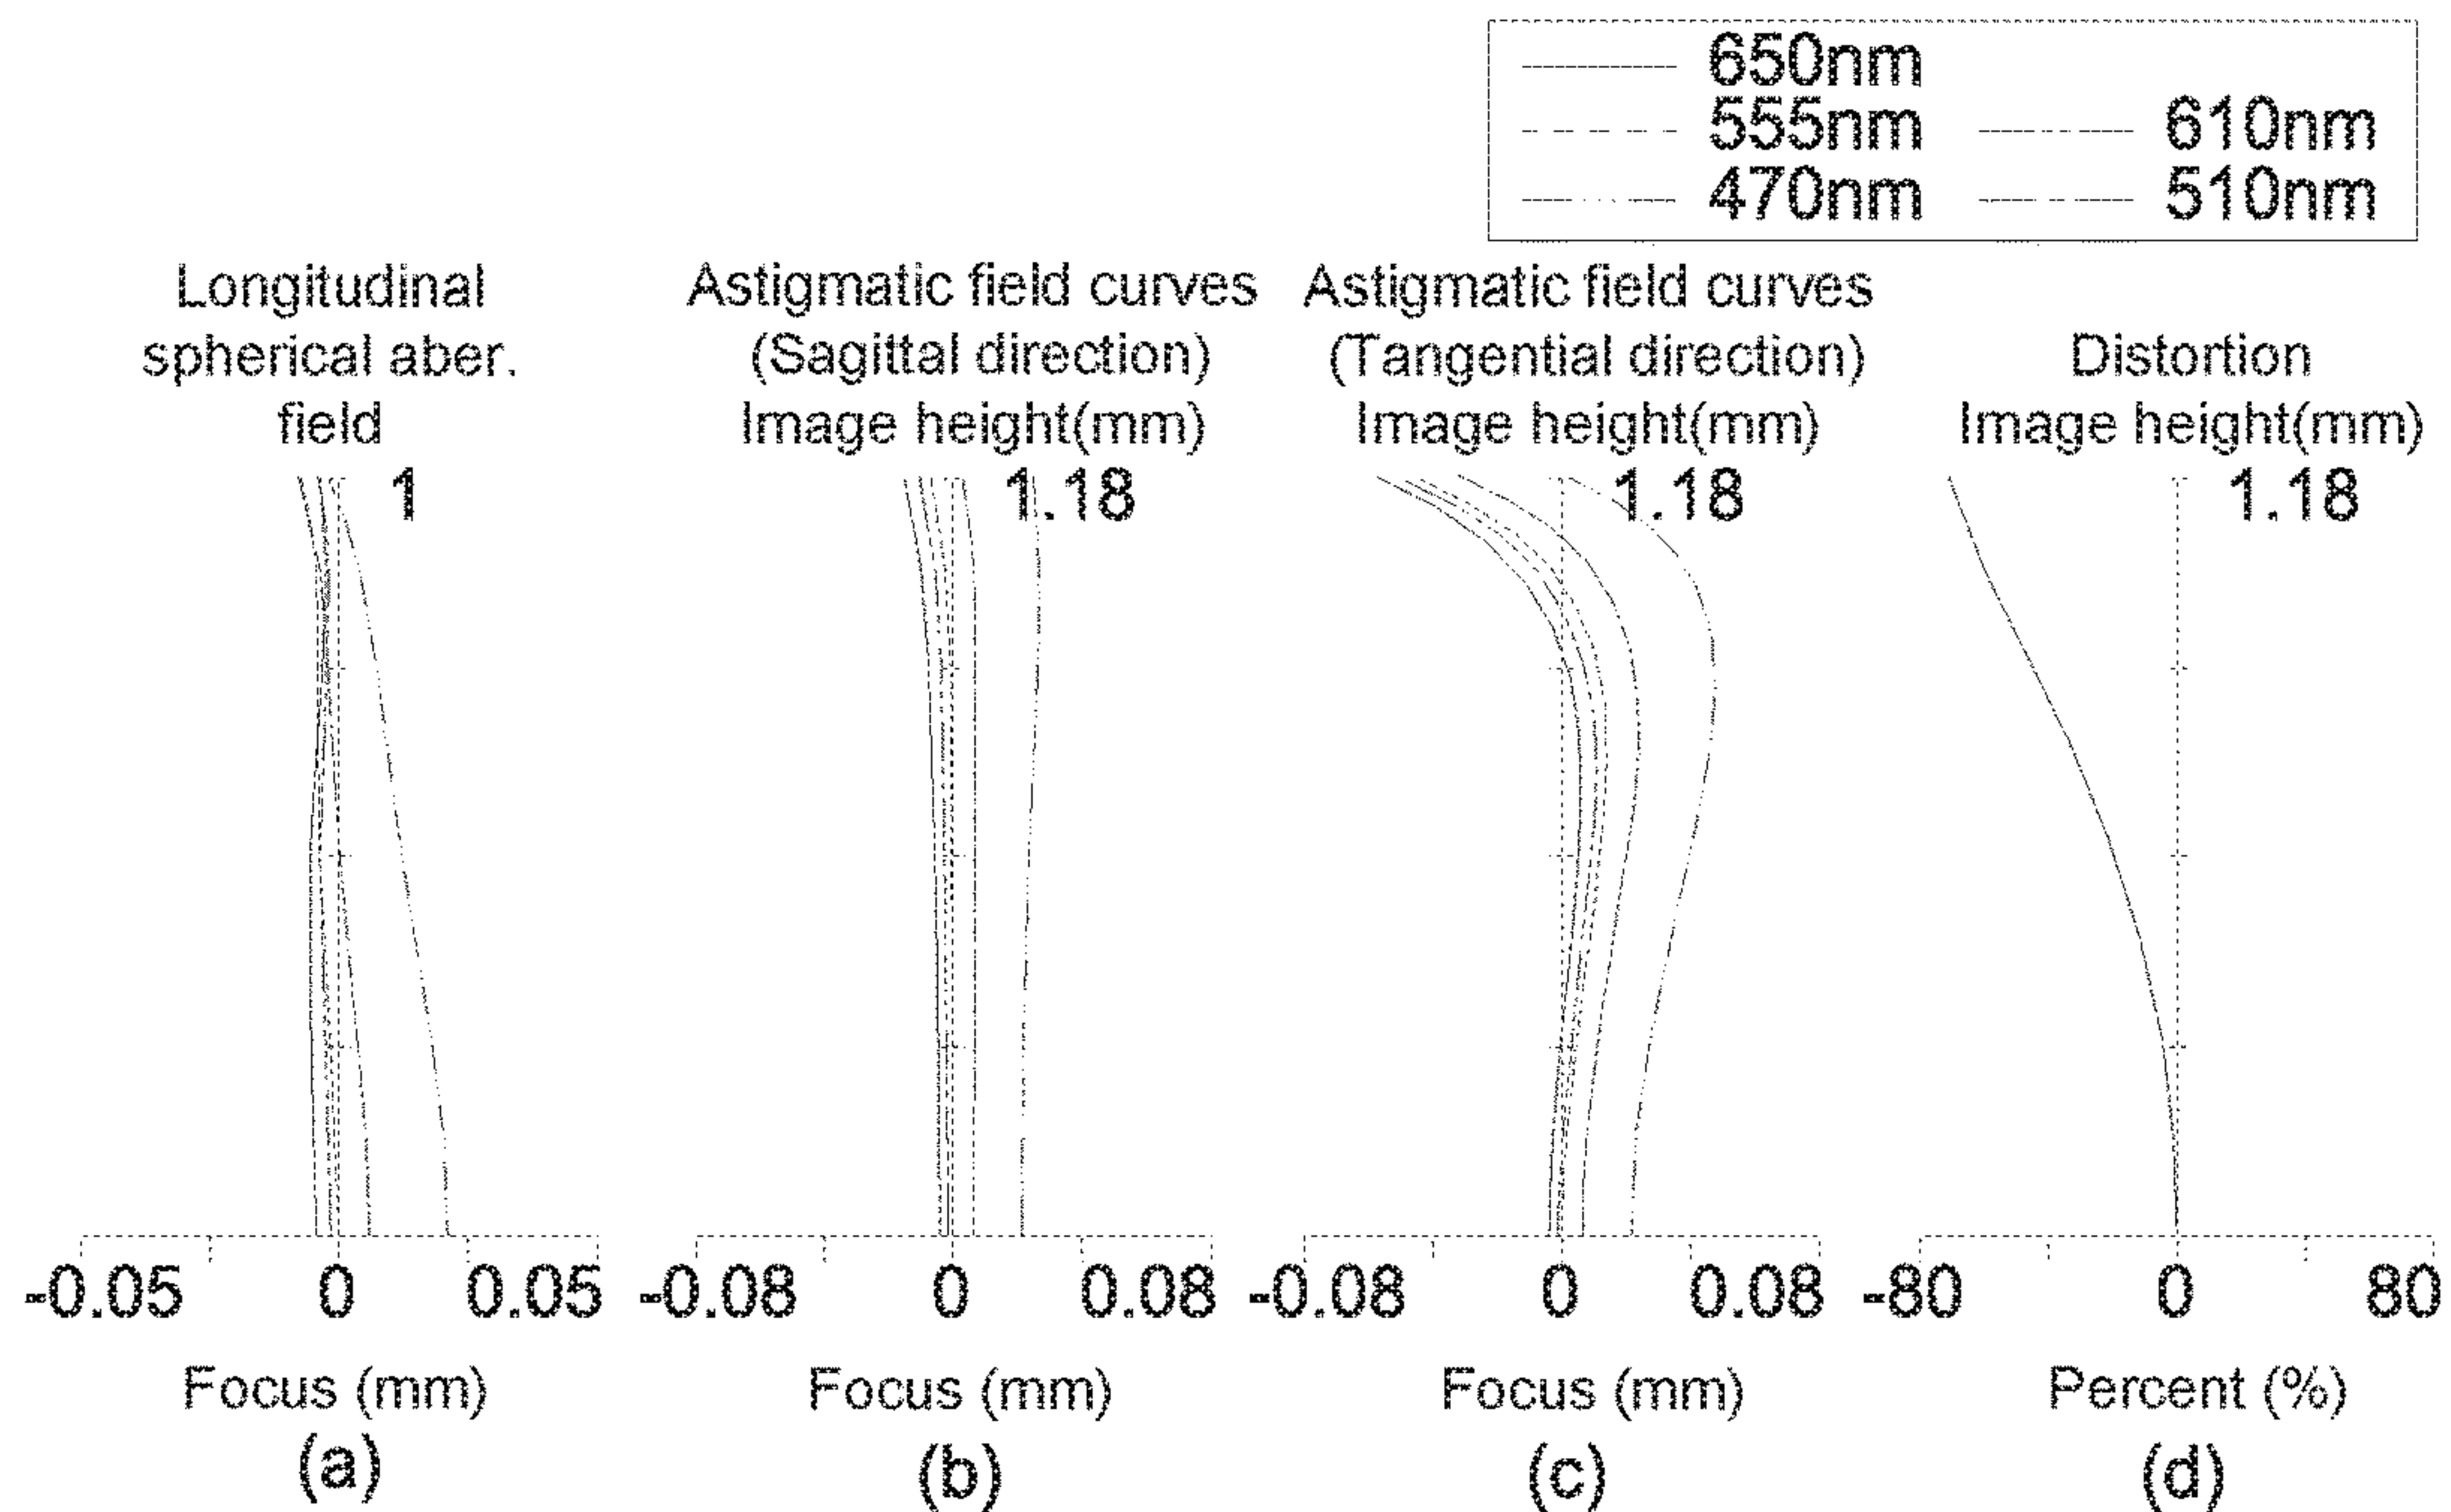 650nm
555nm 610nm
470nm 510nm
Longitudinal
spherical aber.
field
1
Astigmatic field curves
(Sagittal direction)
Image height(mm)
1.18
Astigmatic field curves
(Tangential direction)
Image height(mm)
1.18
Distortion
Image height(mm)
1.18
-0.05 0 0.05
-0.08 0 0.08
-0.08 0 0.08
-80 0 80
Focus (mm)
Focus (mm)
Focus (mm)
Percent (%)
(a)
(b)
(c)
(d)